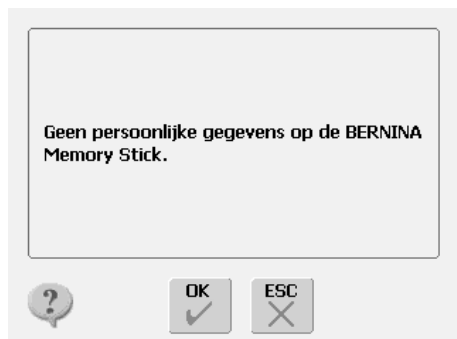 Geen persoonlijke gegevens op de BERNINA
Memory Stick.
?
OK
ESC